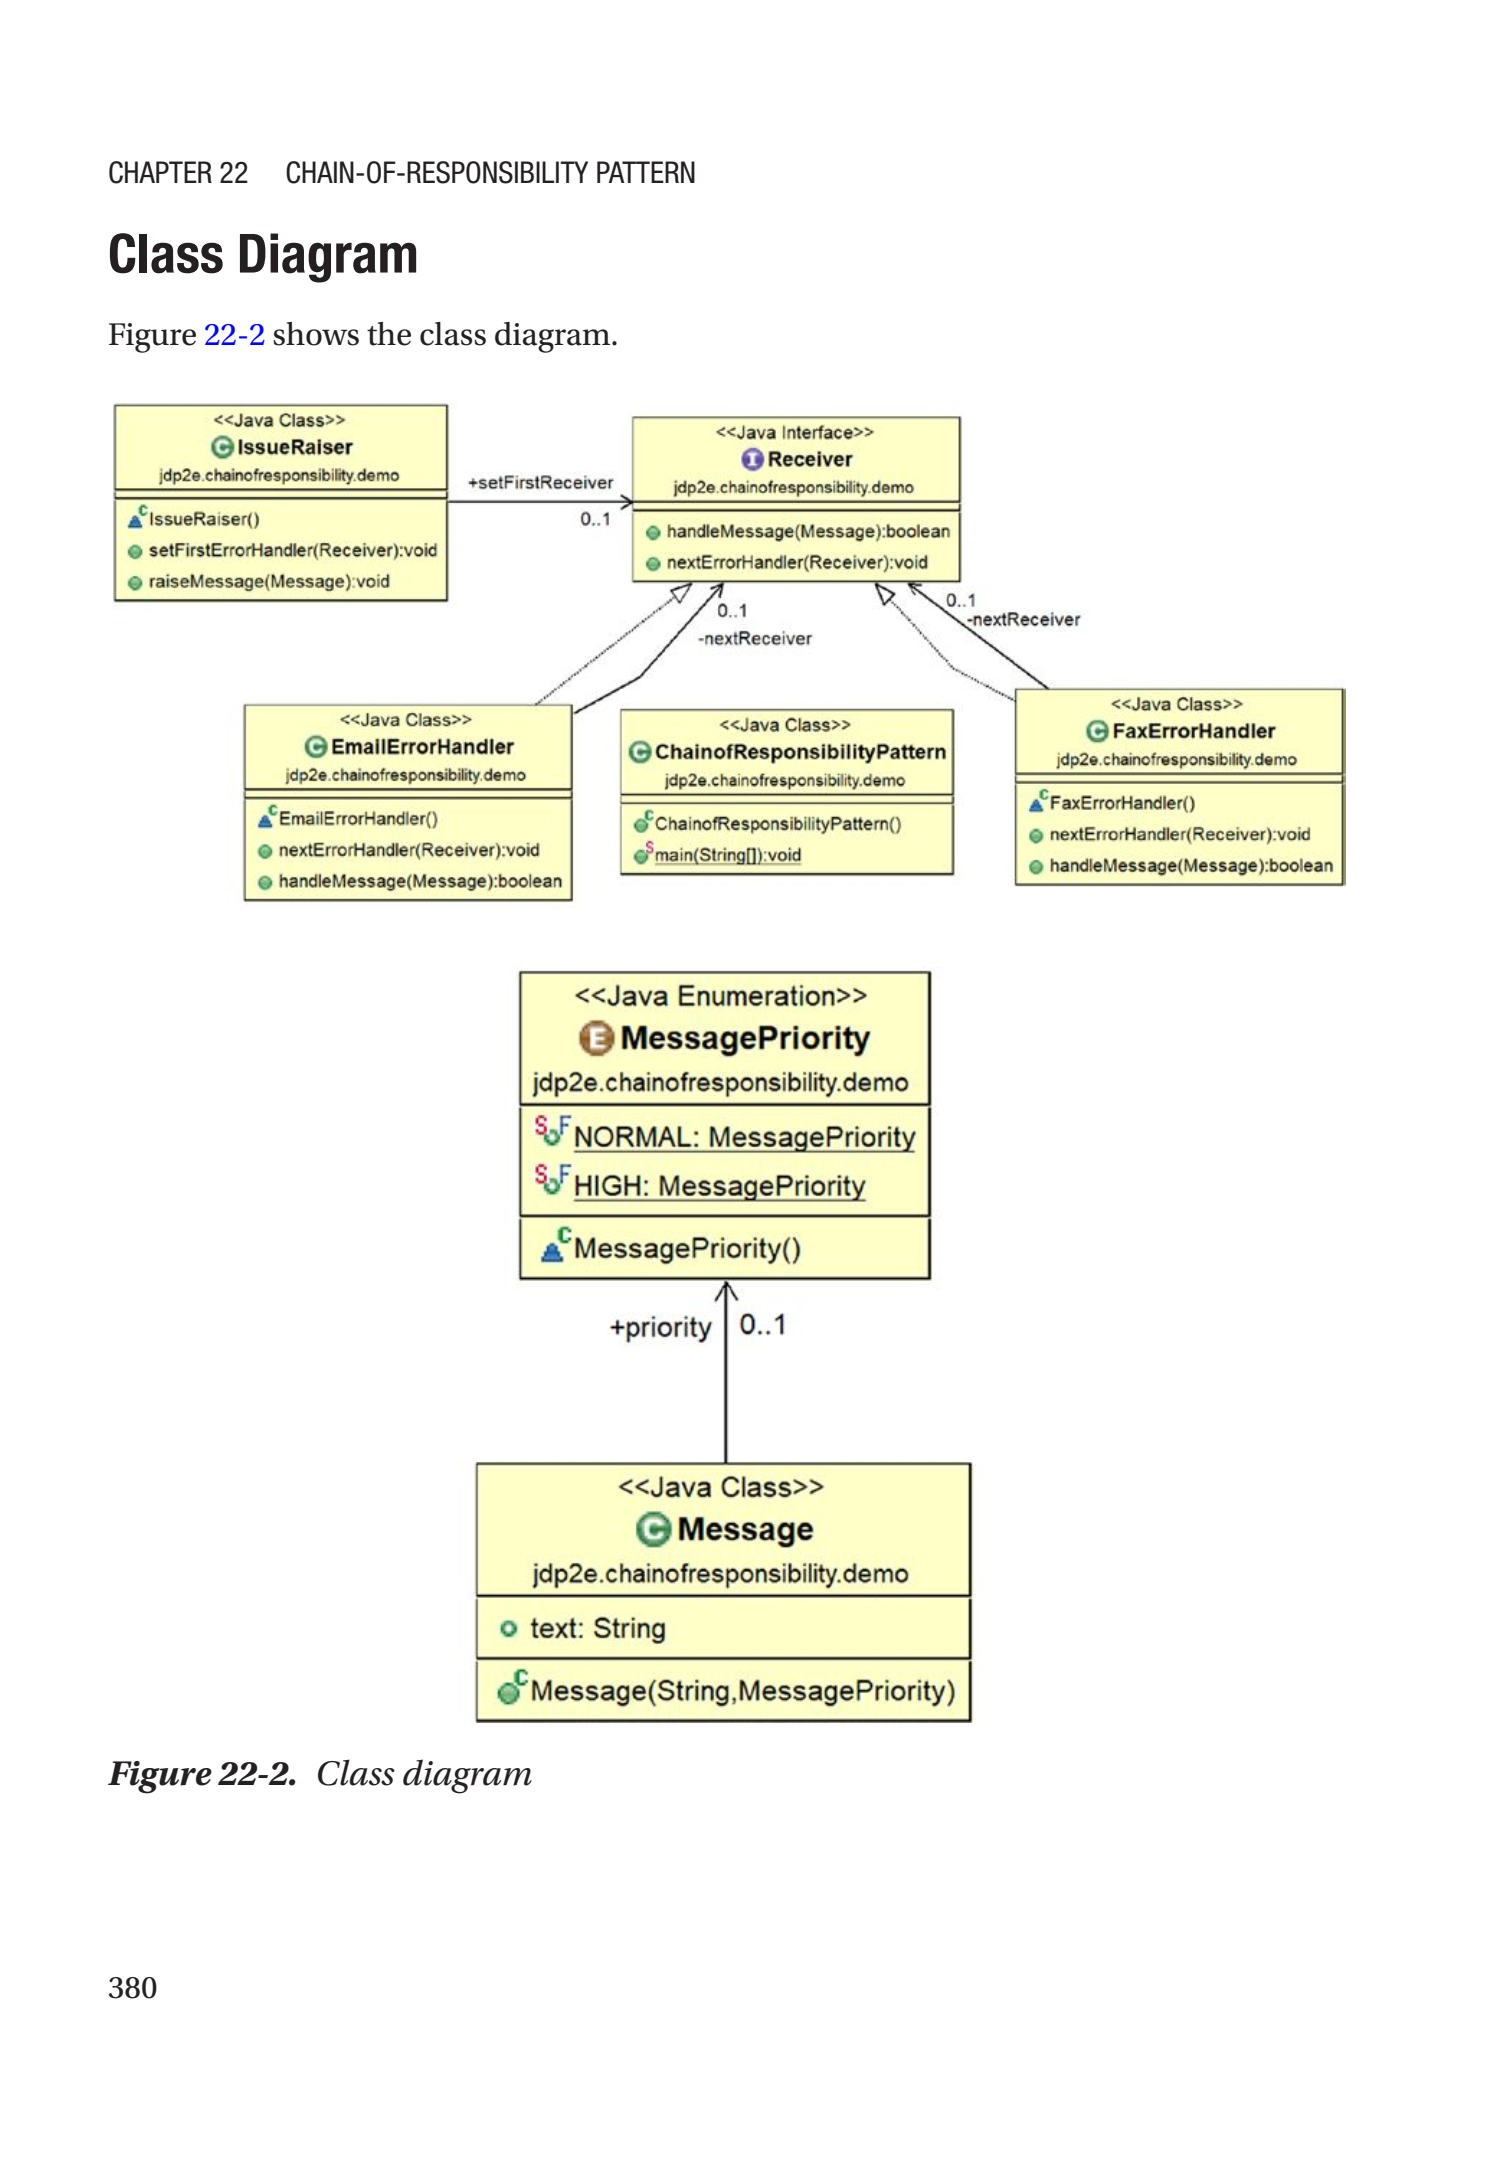 CHAPTER 22 CHAIN-OF-RESPONSIBILITY PATTERN
Class Diagram
Figure 22-2 shows the class diagram.
<<Java Class>>
C IssueRaiser
jdp2e.chainofresponsibility.demo
C IssueRaiser()
setFirstErrorHandler(Receiver):void
raiseMessage(Message):void
+setFirstReceiver
0..1
<<Java Interface>>
I Receiver
jdp2e.chainofresponsibility.demo
handleMessage(Message):boolean
nextErrorHandler(Receiver):void
0..1
-nextReceiver
0..1
-nextReceiver
<<Java Class>>
C EmailErrorHandler
jdp2e.chainofresponsibility.demo
C EmailErrorHandler()
nextErrorHandler(Receiver):void
handleMessage(Message):boolean
<<Java Class>>
C ChainofResponsibilityPattern
jdp2e.chainofresponsibility.demo
C ChainofResponsibilityPattern()
S main(String[]):void
<<Java Class>>
C FaxErrorHandler
jdp2e.chainofresponsibility.demo
C FaxErrorHandler()
nextErrorHandler(Receiver):void
handleMessage(Message):boolean
<<Java Enumeration>>
E MessagePriority
jdp2e.chainofresponsibility.demo
S F NORMAL: MessagePriority
S F HIGH: MessagePriority
C MessagePriority()
+priority 0..1
<<Java Class>>
C Message
jdp2e.chainofresponsibility.demo
text: String
C Message(String,MessagePriority)
Figure 22-2. Class diagram
380